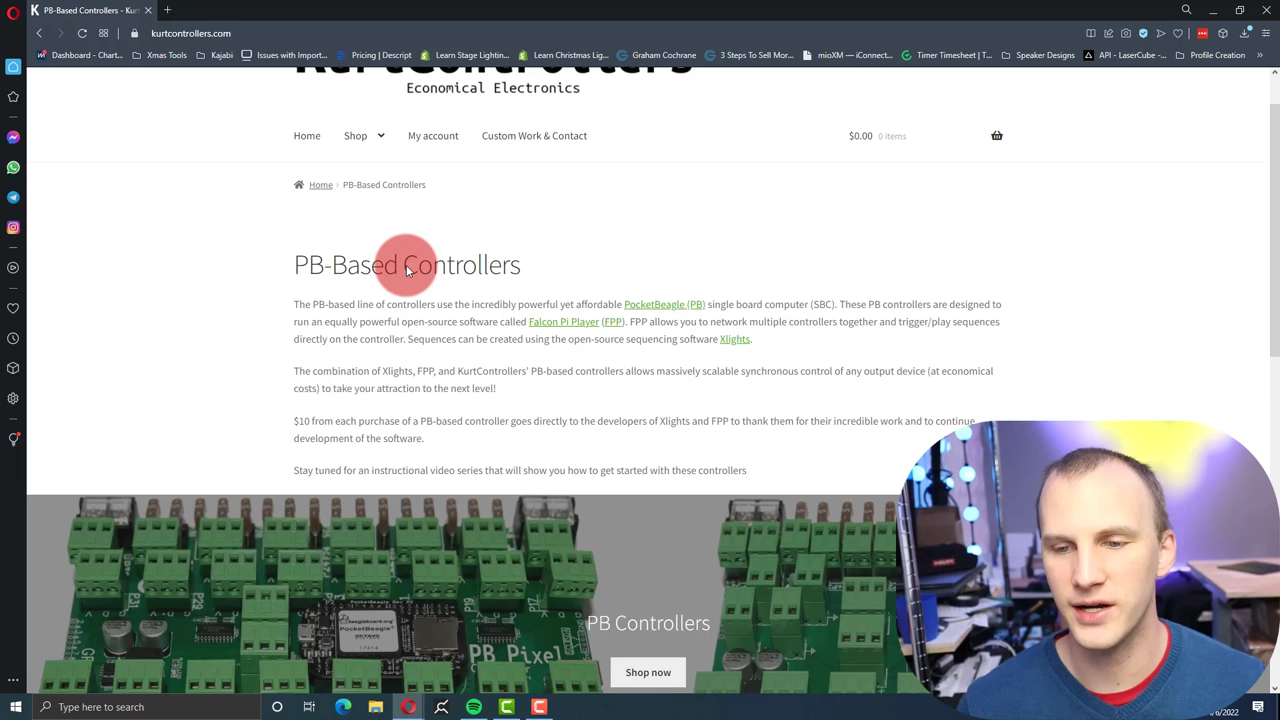 PB-Based Controllers -
kurtcontrollers.com
Dashboard - Chart...
Xmas Tools
Kajabi
Issues with Import...
Pricing | Descript
Learn Stage Lightin...
Learn Christmas Lig...
Graham Cochrane
3 Steps To Sell Mor...
mioXM — iConnect...
Timer Timesheet | ...
Speaker Designs
API - LaserCube - ...
Profile Creation
Economical Electronics
Home
Shop
My account
Custom Work & Contact
$0.00 0 items
Home > PB-Based Controllers
PB-Based Controllers
The PB-based line of controllers use the incredibly powerful yet affordable PocketBeagle (PB) single board computer (SBC). These PB controllers are designed to
run an equally powerful open-source software called Falcon Pi Player (FPP). FPP allows you to network multiple controllers together and trigger/play sequences
directly on the controller. Sequences can be created using the open-source sequencing software Xlights.
The combination of Xlights, FPP, and KurtControllers' PB-based controllers allows massively scalable synchronous control of any output device (at economical
costs) to take your attraction to the next level!
$10 from each purchase of a PB-based controller goes directly to the developers of Xlights and FPP to thank them for their incredible work and to continue
development of the software.
Stay tuned for an instructional video series that will show you how to get started with these controllers
PocketBeagle
17414
PB Pixel
PB Controllers
Shop now
Type here to search